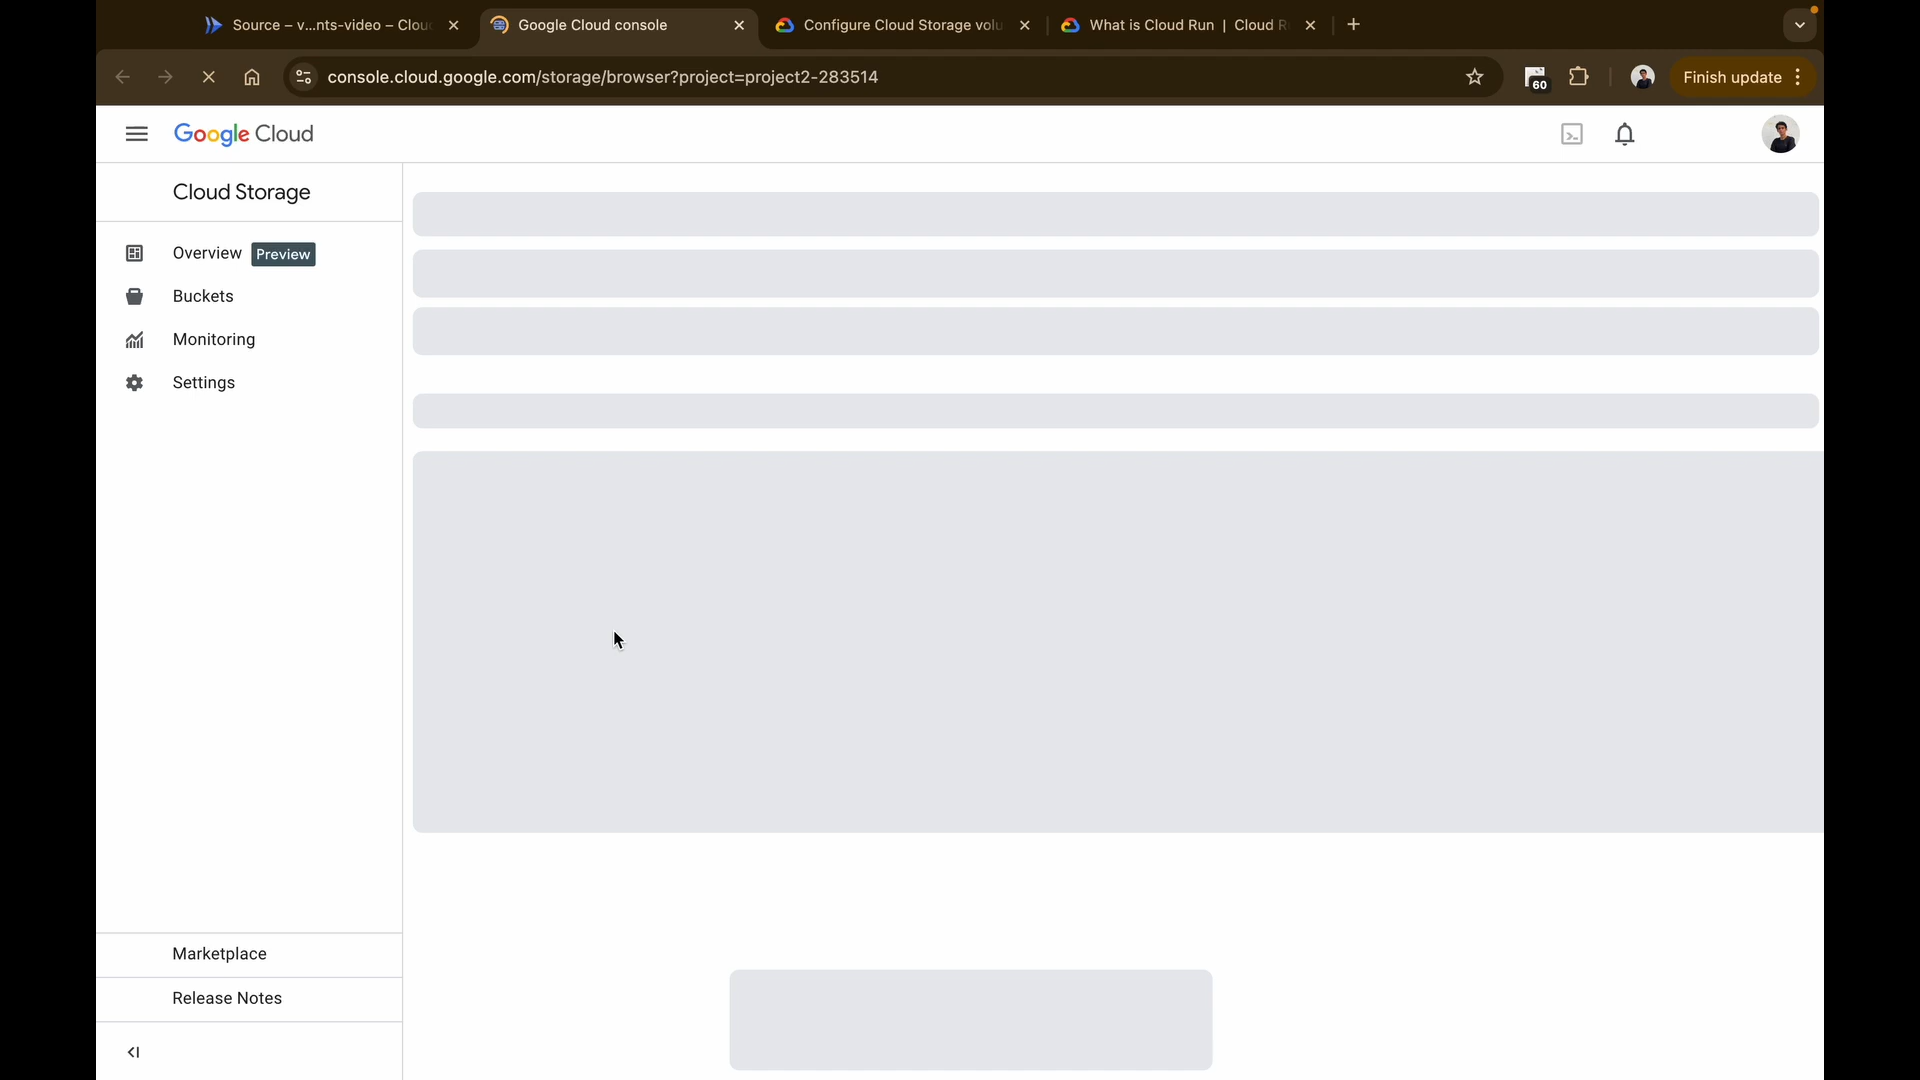 Source – v...nts-video – Clou
Google Cloud console
Configure Cloud Storage volu
What is Cloud Run | Cloud R
console.cloud.google.com/storage/browser?project=project2-283514
60
Finish update
Google Cloud
Cloud Storage
Overview Preview
Buckets
Monitoring
Settings
Marketplace
Release Notes